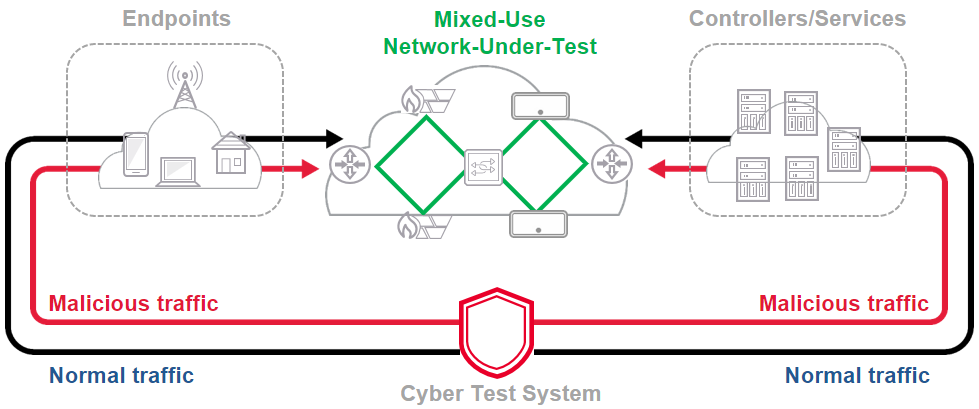 Endpoints
Mixed-Use
Network-Under-Test
Controllers/Services
Malicious traffic
Malicious traffic
Normal traffic
Normal traffic
Cyber Test System